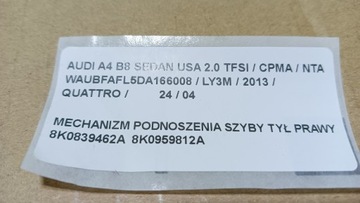 AUDI A4 B8 SEDAN USA 2.0 TFSI / CPMA / NTA
WAUBFAFL5DA166008 / LY3M / 2013 /
QUATTRO / 24 / 04
MECHANIZM PODNOSZENIA SZYBY TYŁ PRAWY
8K0839462A 8K0959812A